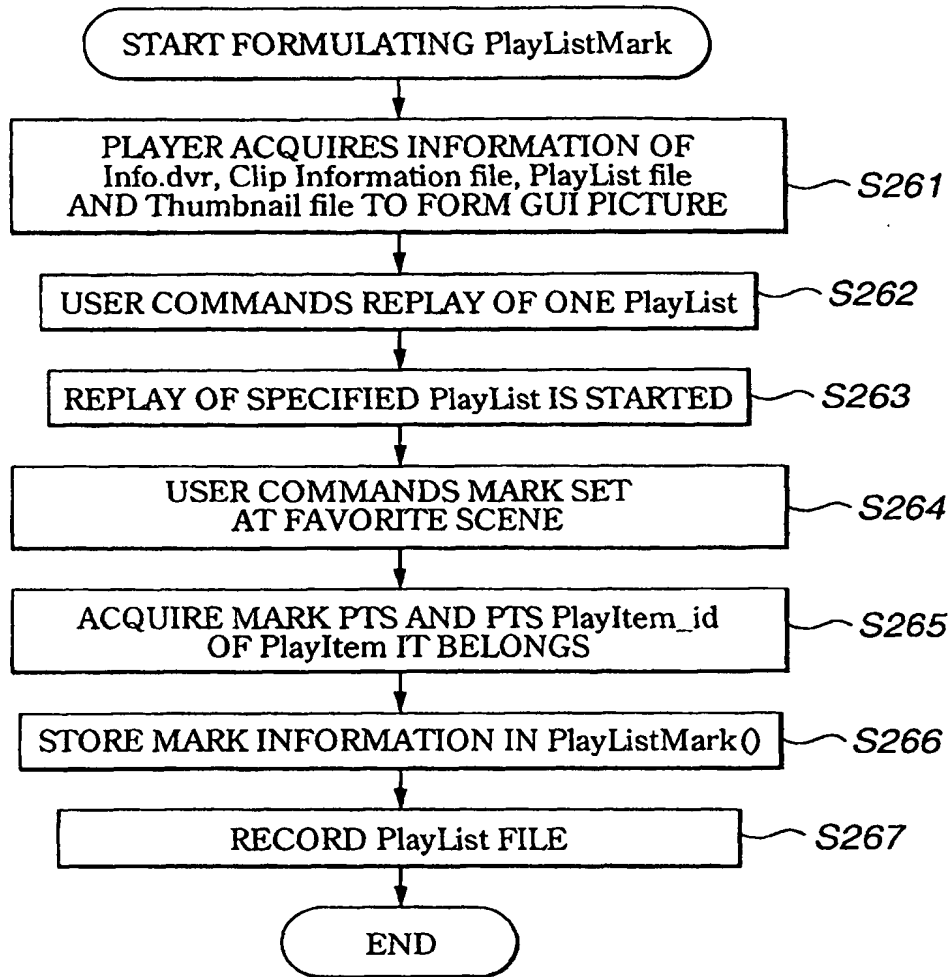 START FORMULATING PlayListMark
PLAYER ACQUIRES INFORMATION OF
Info.dvr, Clip Information file, PlayList file
AND Thumbnail file TO FORM GUI PICTURE
S261
USER COMMANDS REPLAY OF ONE PlayList
S262
REPLAY OF SPECIFIED PlayList IS STARTED
S263
USER COMMANDS MARK SET
AT FAVORITE SCENE
S264
ACQUIRE MARK PTS AND PTS PlayItem_id
OF PlayItem IT BELONGS
S265
STORE MARK INFORMATION IN PlayListMark()
S266
RECORD PlayList FILE
S267
END